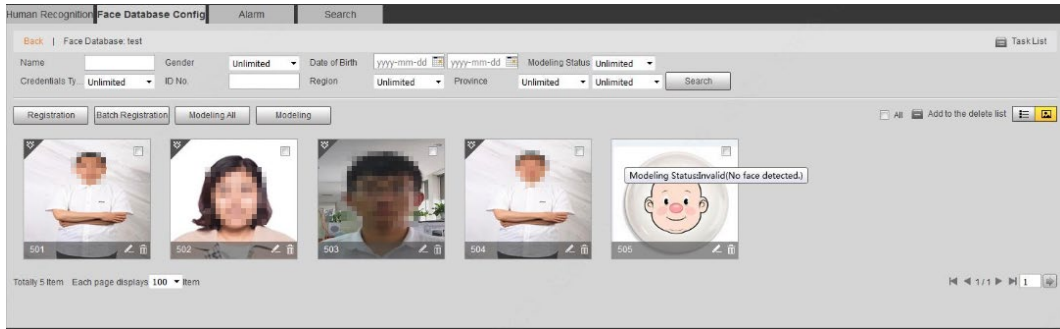 Human Recognition Face Database Config Alarm Search
Back | Face Database: test Task List
Name Gender Unlimited Date of Birth yyyy-mm-dd yyyy-mm-dd Modeling Status Unlimited
Credentials Ty... Unlimited ID No. Region Unlimited Province Unlimited Unlimited Search
Registration Batch Registration Modeling All Modeling All Add to the delete list
Modeling Status:Invalid(No face detected.)
501 502 503 504 505
Totally 5 Item Each page displays 100 Item 1/1 1